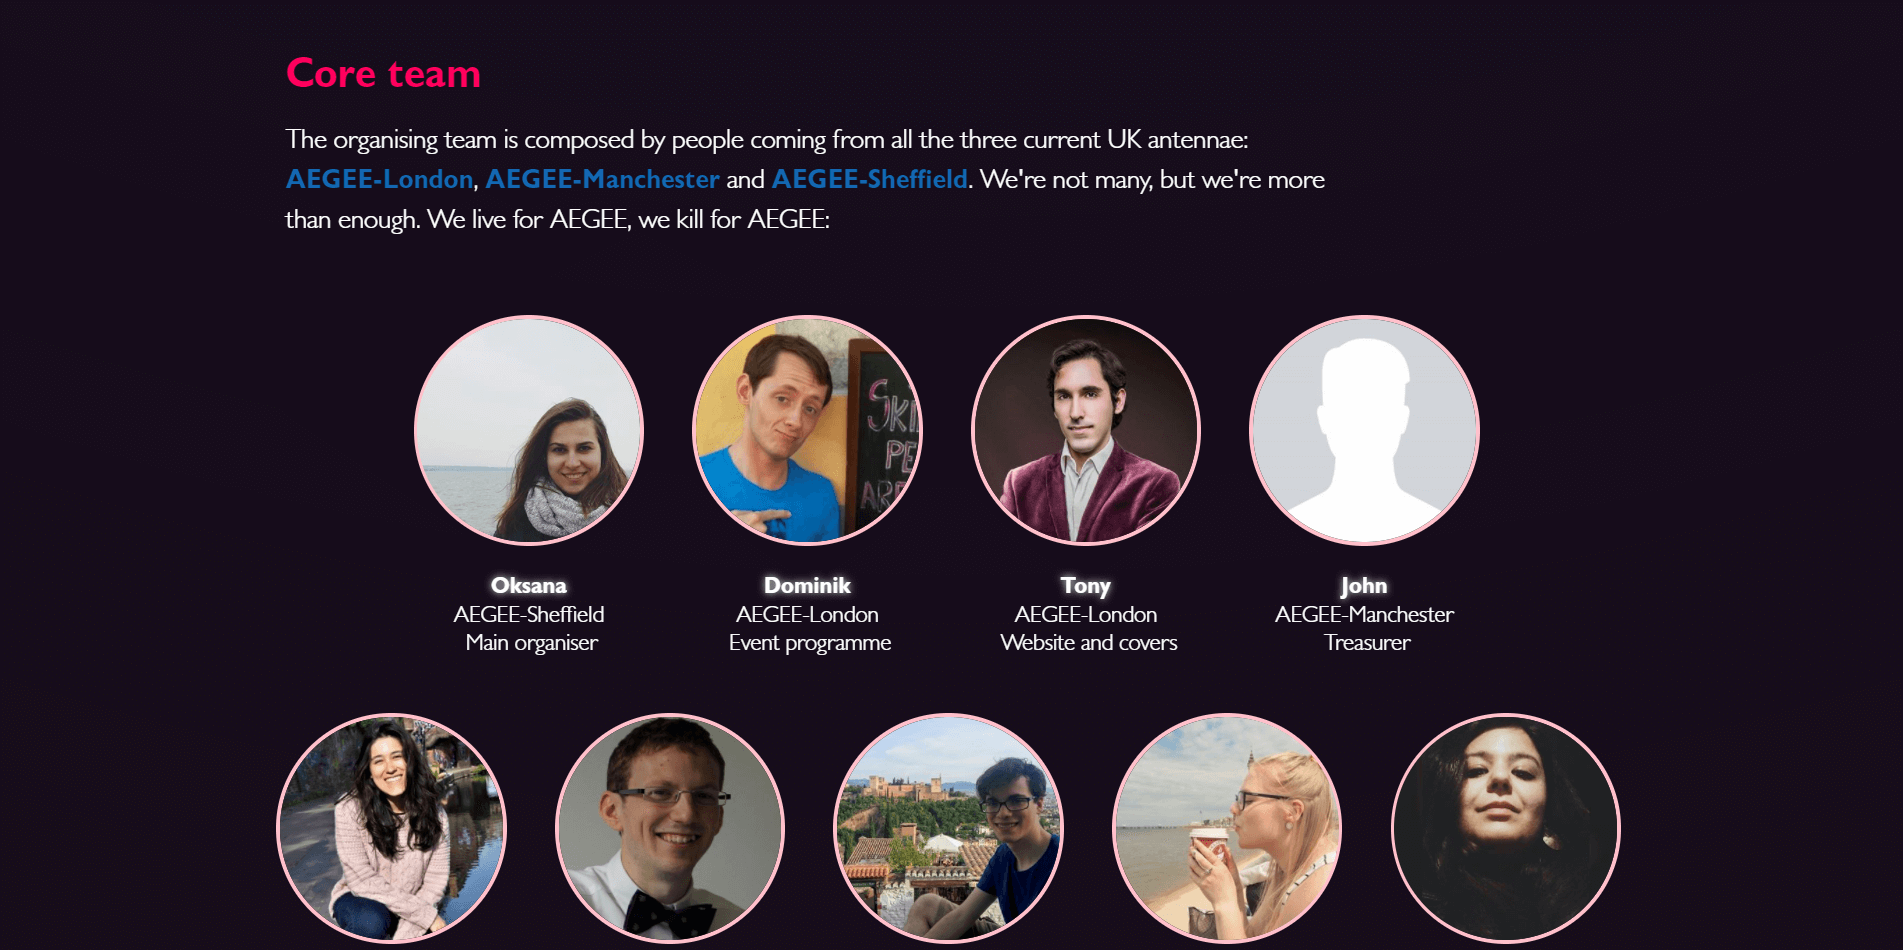 Core team
The organising team is composed by people coming from all the three current UK antennae:
AEGEE-London, AEGEE-Manchester and AEGEE-Sheffield. We're not many, but we're more
than enough. We live for AEGEE, we kill for AEGEE:
Oksana
AEGEE-Sheffield
Main organiser
Dominik
AEGEE-London
Event programme
Tony
AEGEE-London
Website and covers
John
AEGEE-Manchester
Treasurer